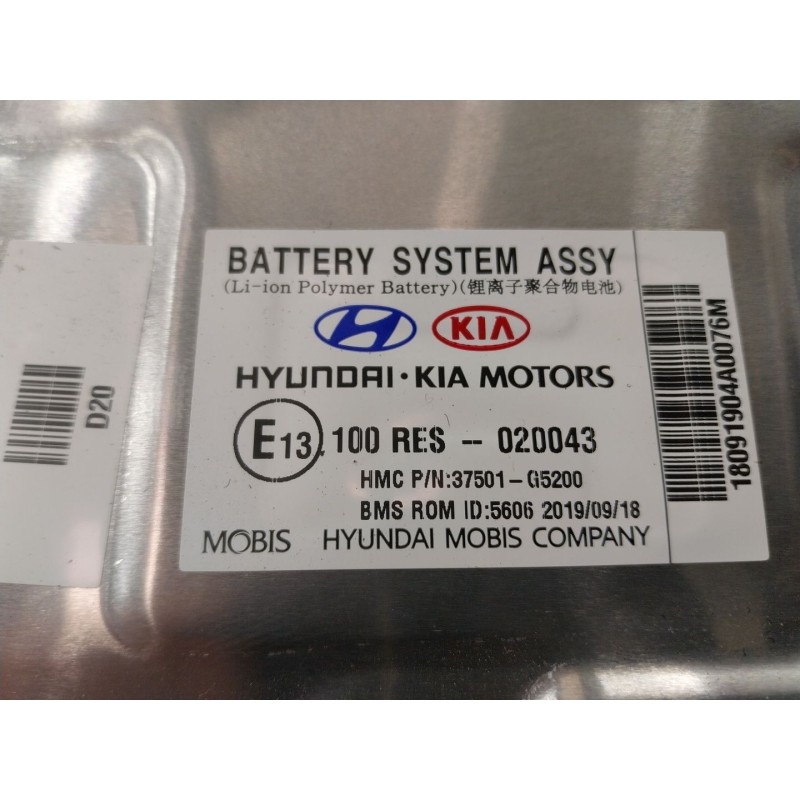 BATTERY SYSTEM ASSY
(Li-ion Polymer Battery)(锂离子聚合物电池)
KIA
HYUNDAI · KIA MOTORS
E13 100 RES -- 020043
HMC P/N:37501-G5200
BMS ROM ID:5606 2019/09/18
MOBIS HYUNDAI MOBIS COMPANY
18091904A0076M
D20